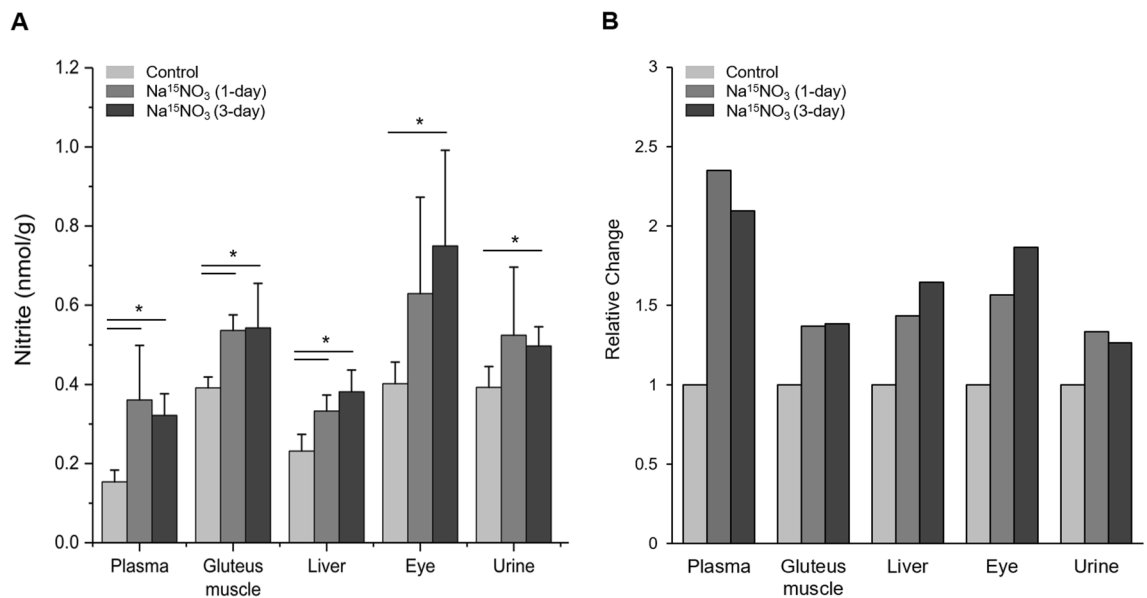 A
Nitrite (nmol/g)
1.2
1.0
0.8
0.6
0.4
0.2
0.0
Control
Na¹⁵NO₃ (1-day)
Na¹⁵NO₃ (3-day)
*
*
*
*
*
Plasma
Gluteus
muscle
Liver
Eye
Urine
B
Relative Change
3
2.5
2
1.5
1
0.5
0
Control
Na¹⁵NO₃ (1-day)
Na¹⁵NO₃ (3-day)
Plasma
Gluteus
muscle
Liver
Eye
Urine